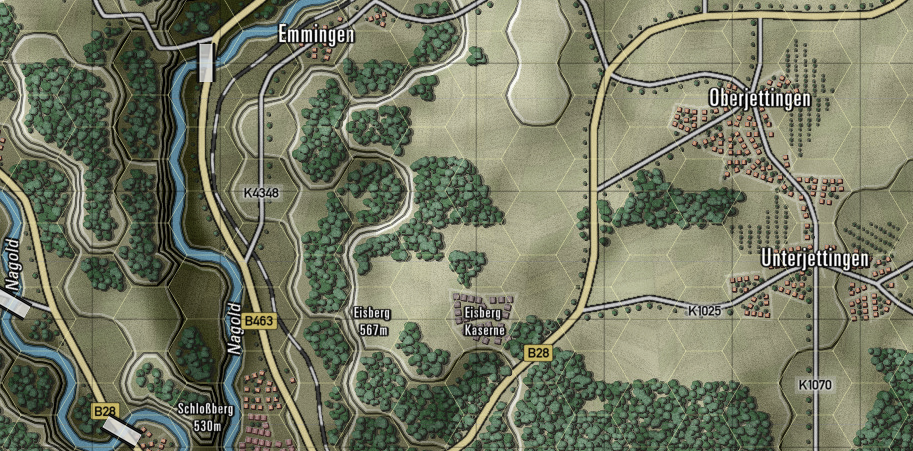 Emmingen
Oberjettingen
K4348
Nagold
Unterjettingen
Nagold
Eisberg
567m
Eisberg
Kaserne
K1025
B463
B28
K1070
B28
Schloßberg
530m